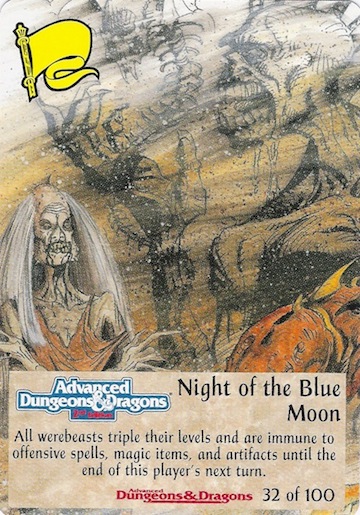 Advanced
Dungeons & Dragons
2nd Edition
Night of the Blue
Moon
All werebeasts triple their levels and are immune to
offensive spells, magic items, and artifacts until the
end of this player's next turn.
Advanced
Dungeons & Dragons 32 of 100